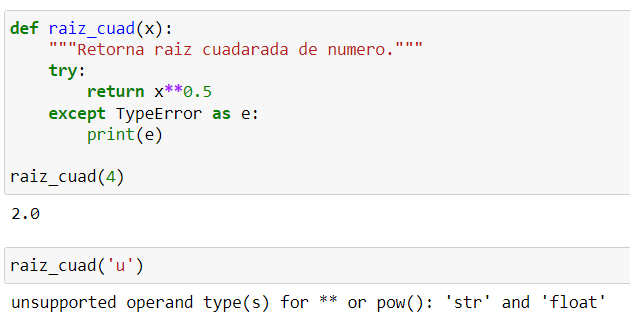 def raiz_cuad(x):
    """Retorna raiz cuadarada de numero."""
    try:
        return x**0.5
    except TypeError as e:
        print(e)
raiz_cuad(4)
2.0
raiz_cuad('u')
unsupported operand type(s) for ** or pow(): 'str' and 'float'